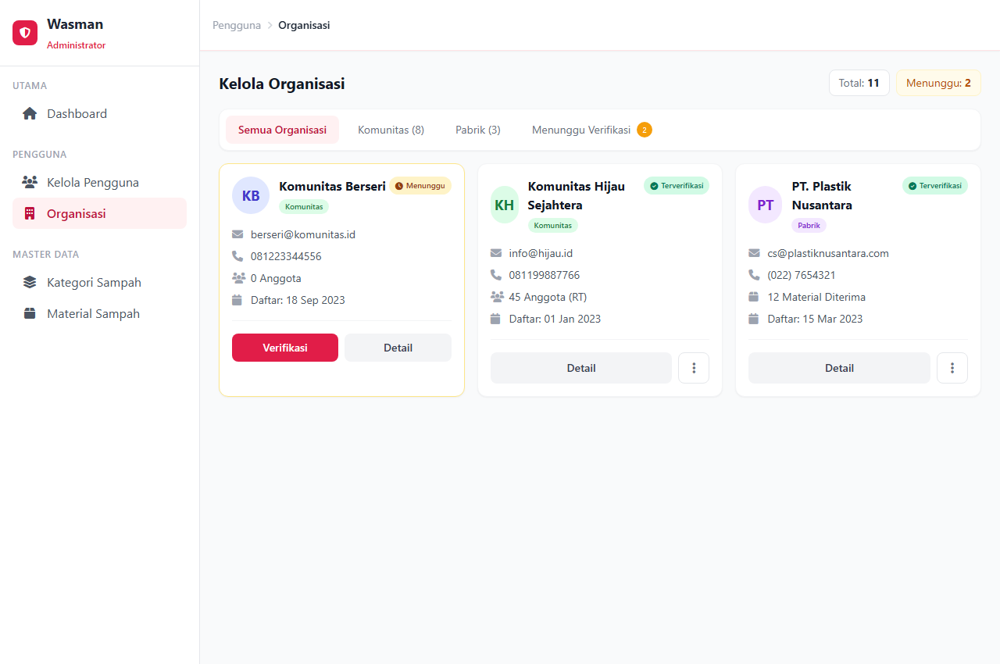 Wasman
Administrator
UTAMA
Dashboard
PENGGUNA
Kelola Pengguna
Organisasi
MASTER DATA
Kategori Sampah
Material Sampah
Pengguna
Organisasi
Kelola Organisasi
Total: 11
Menunggu: 2
Semua Organisasi
Komunitas (8)
Pabrik (3)
Menunggu Verifikasi
2
KB
Komunitas Berseri
Menunggu
Komunitas
berseri@komunitas.id
081223344556
0 Anggota
Daftar: 18 Sep 2023
Verifikasi
Detail
KH
Komunitas Hijau
Sejahtera
Terverifikasi
Komunitas
info@hijau.id
081199887766
45 Anggota (RT)
Daftar: 01 Jan 2023
Detail
PT
PT. Plastik
Nusantara
Terverifikasi
Pabrik
cs@plastiknusantara.com
(022) 7654321
12 Material Diterima
Daftar: 15 Mar 2023
Detail